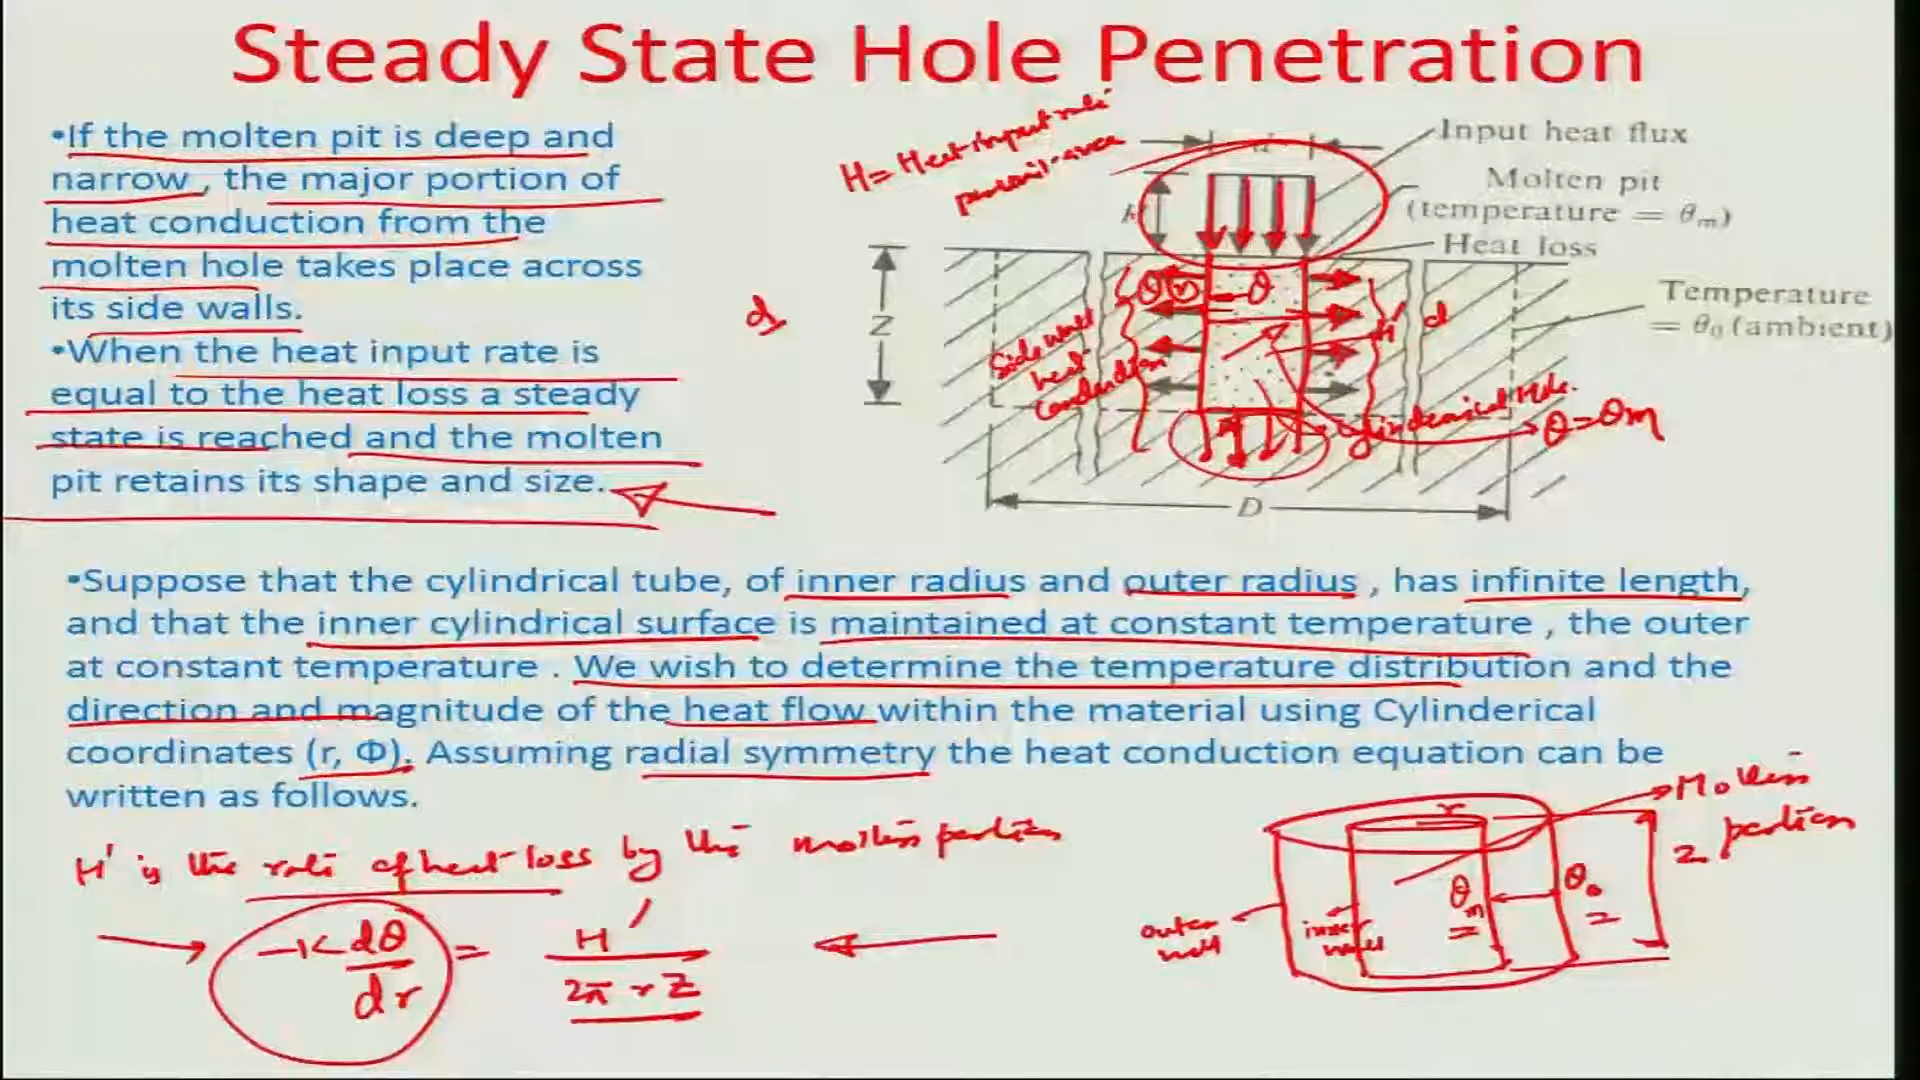 Steady State Hole Penetration
•If the molten pit is deep and
narrow, the major portion of
heat conduction from the
molten hole takes place across
its side walls.
•When the heat input rate is
equal to the heat loss a steady
state is reached and the molten
pit retains its shape and size.
H = Heat input rate
per unit area
d
Input heat flux
Molten pit
(temperature = θm)
Heat loss
Temperature
= θ0 (ambient)
Z
θm
θ
H'
d
Side wall
heat
conduction
Cylinderical Hole.
θ=θm
D
•Suppose that the cylindrical tube, of inner radius and outer radius , has infinite length,
and that the inner cylindrical surface is maintained at constant temperature , the outer
at constant temperature . We wish to determine the temperature distribution and the
direction and magnitude of the heat flow within the material using Cylinderical
coordinates (r, Φ). Assuming radial symmetry the heat conduction equation can be
written as follows.
H' is the rate of heat loss by the molten portion
-K dθ/dr = H'/2π r Z
Molten
portion
r
Z
θm
θ0
outer
wall
inner
wall